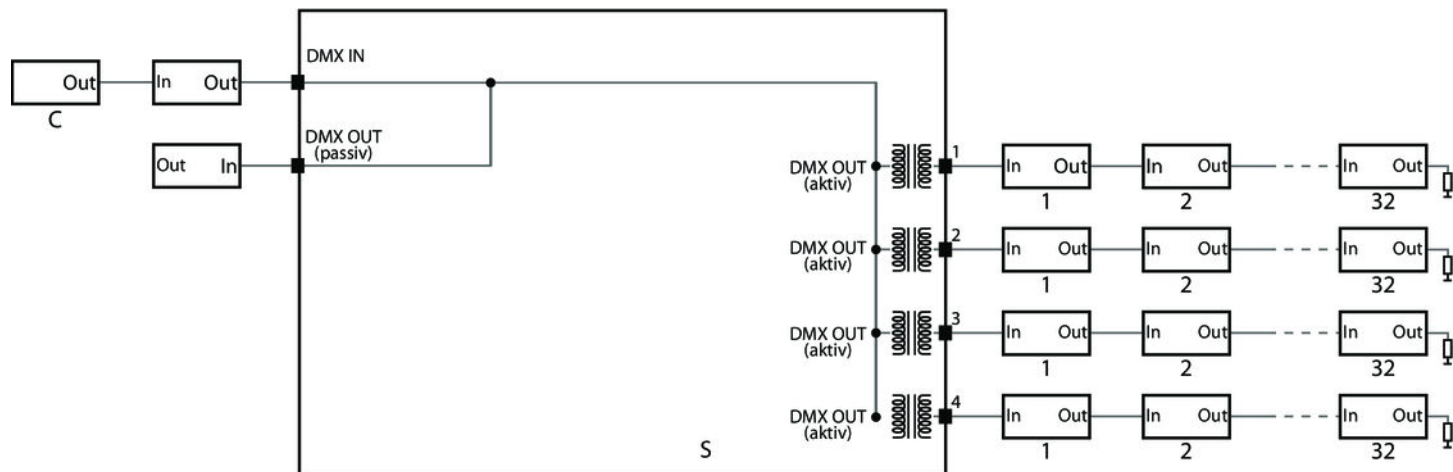 DMX IN
Out In Out
C
DMX OUT
(passiv)
Out In
DMX OUT
(aktiv)
1
In Out In Out In Out
1 2 32
DMX OUT
(aktiv)
2
In Out In Out In Out
1 2 32
DMX OUT
(aktiv)
3
In Out In Out In Out
1 2 32
DMX OUT
(aktiv)
4
In Out In Out In Out
1 2 32
S